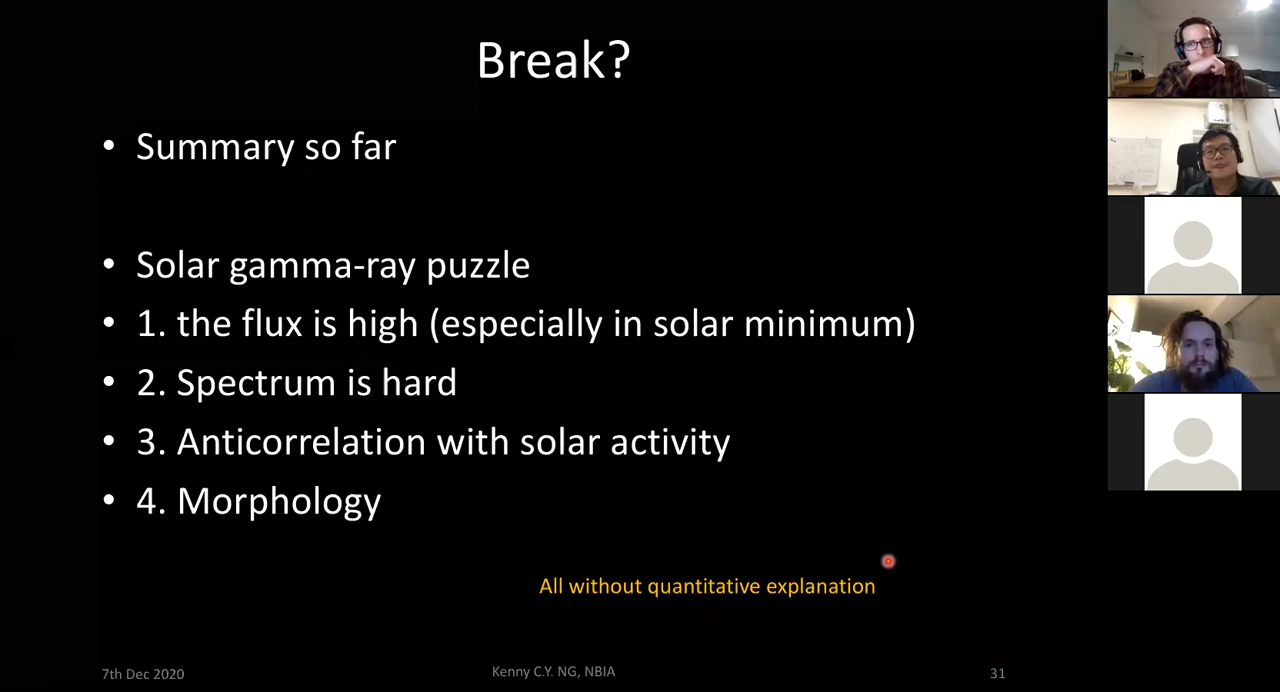 Break?
• Summary so far
• Solar gamma-ray puzzle
• 1. the flux is high (especially in solar minimum)
• 2. Spectrum is hard
• 3. Anticorrelation with solar activity
• 4. Morphology
All without quantitative explanation
7th Dec 2020
Kenny C.Y. NG, NBIA
31